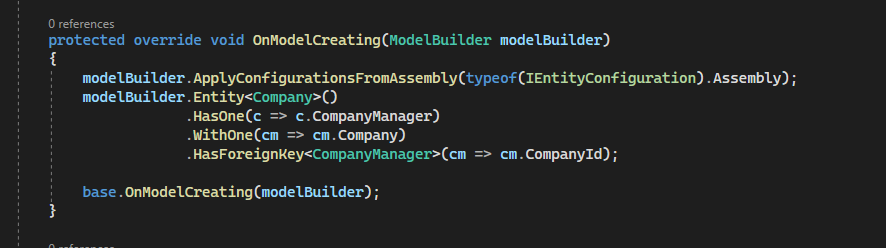 0 references
protected override void OnModelCreating(ModelBuilder modelBuilder)
{
modelBuilder.ApplyConfigurationsFromAssembly(typeof(IEntityConfiguration).Assembly);
modelBuilder.Entity<Company>()
.HasOne(c => c.CompanyManager)
.WithOne(cm => cm.Company)
.HasForeignKey<CompanyManager>(cm => cm.CompanyId);
base.OnModelCreating(modelBuilder);
}
0 references